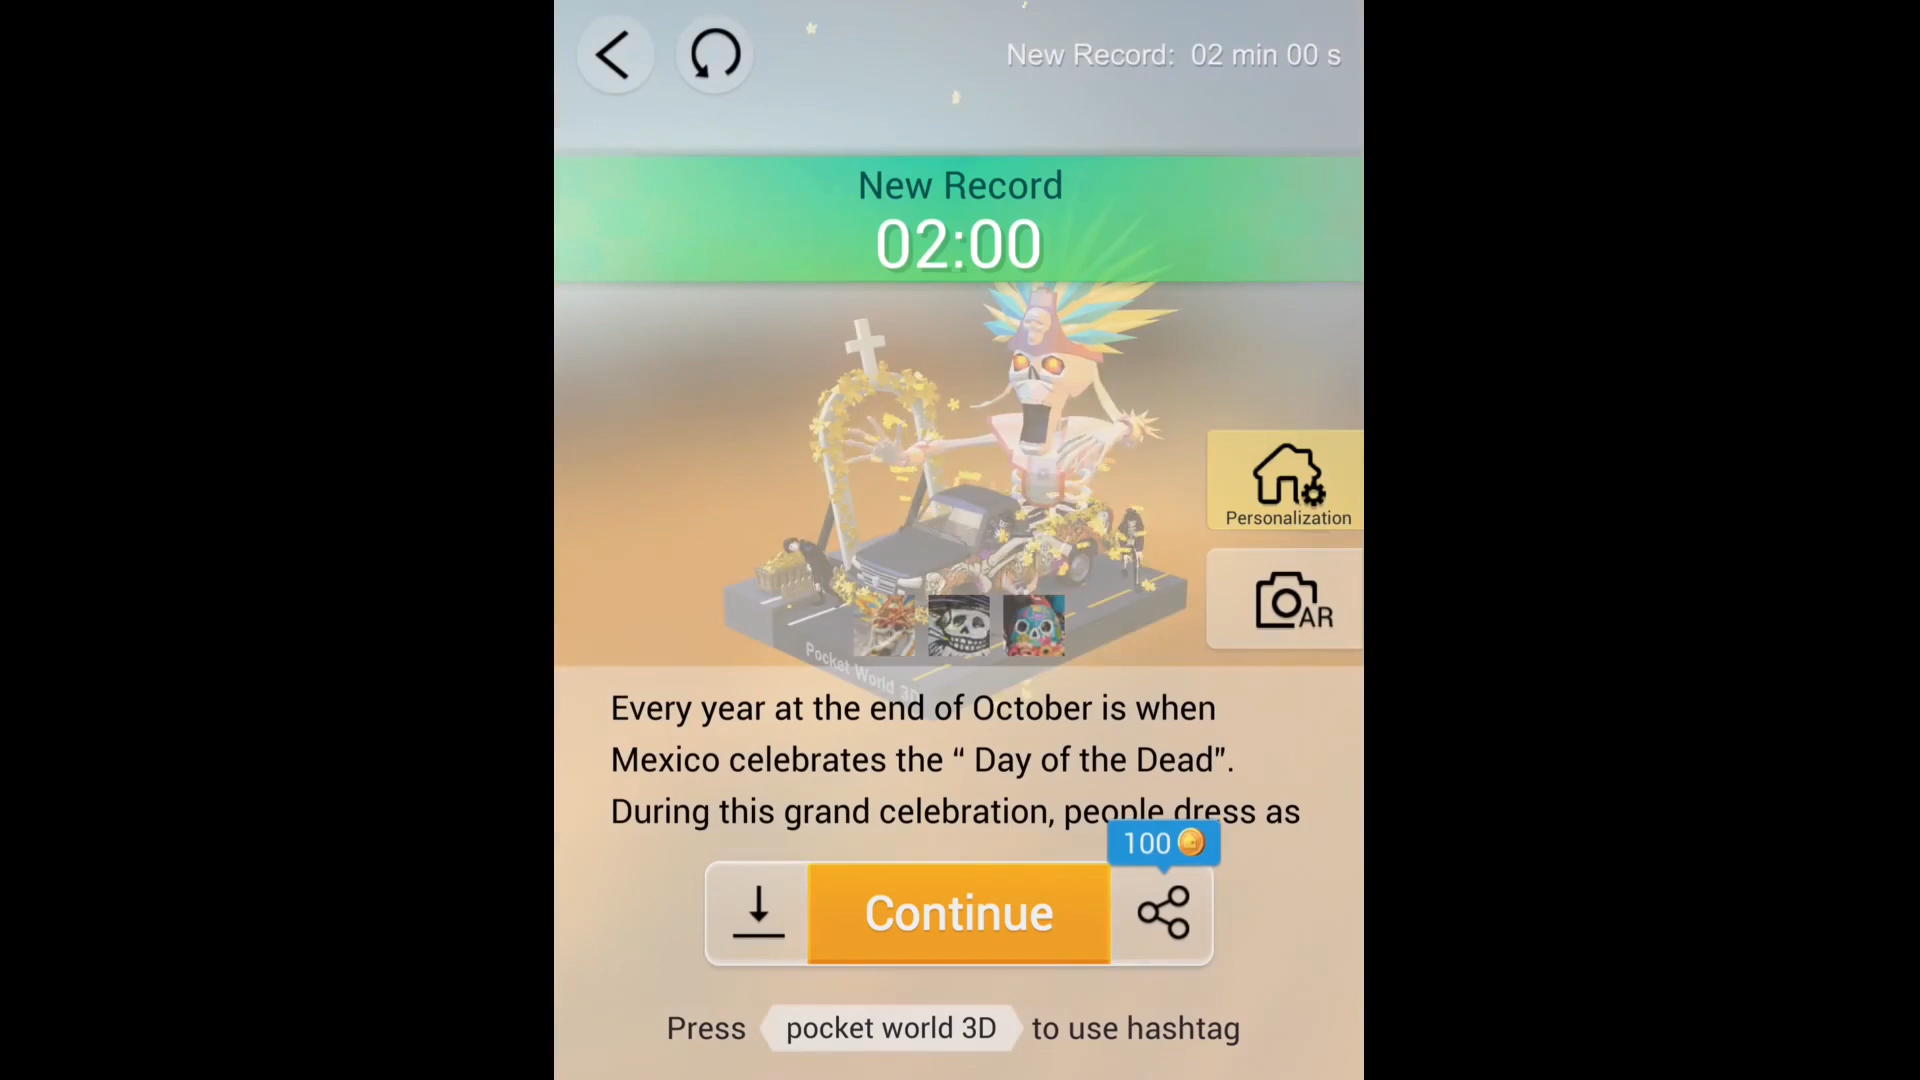 New Record: 02 min 00 s
New Record
02:00
Personalization
AR
Pocket World 3D
Every year at the end of October is when
Mexico celebrates the “ Day of the Dead”.
During this grand celebration, people dress as
100
Continue
Press pocket world 3D to use hashtag